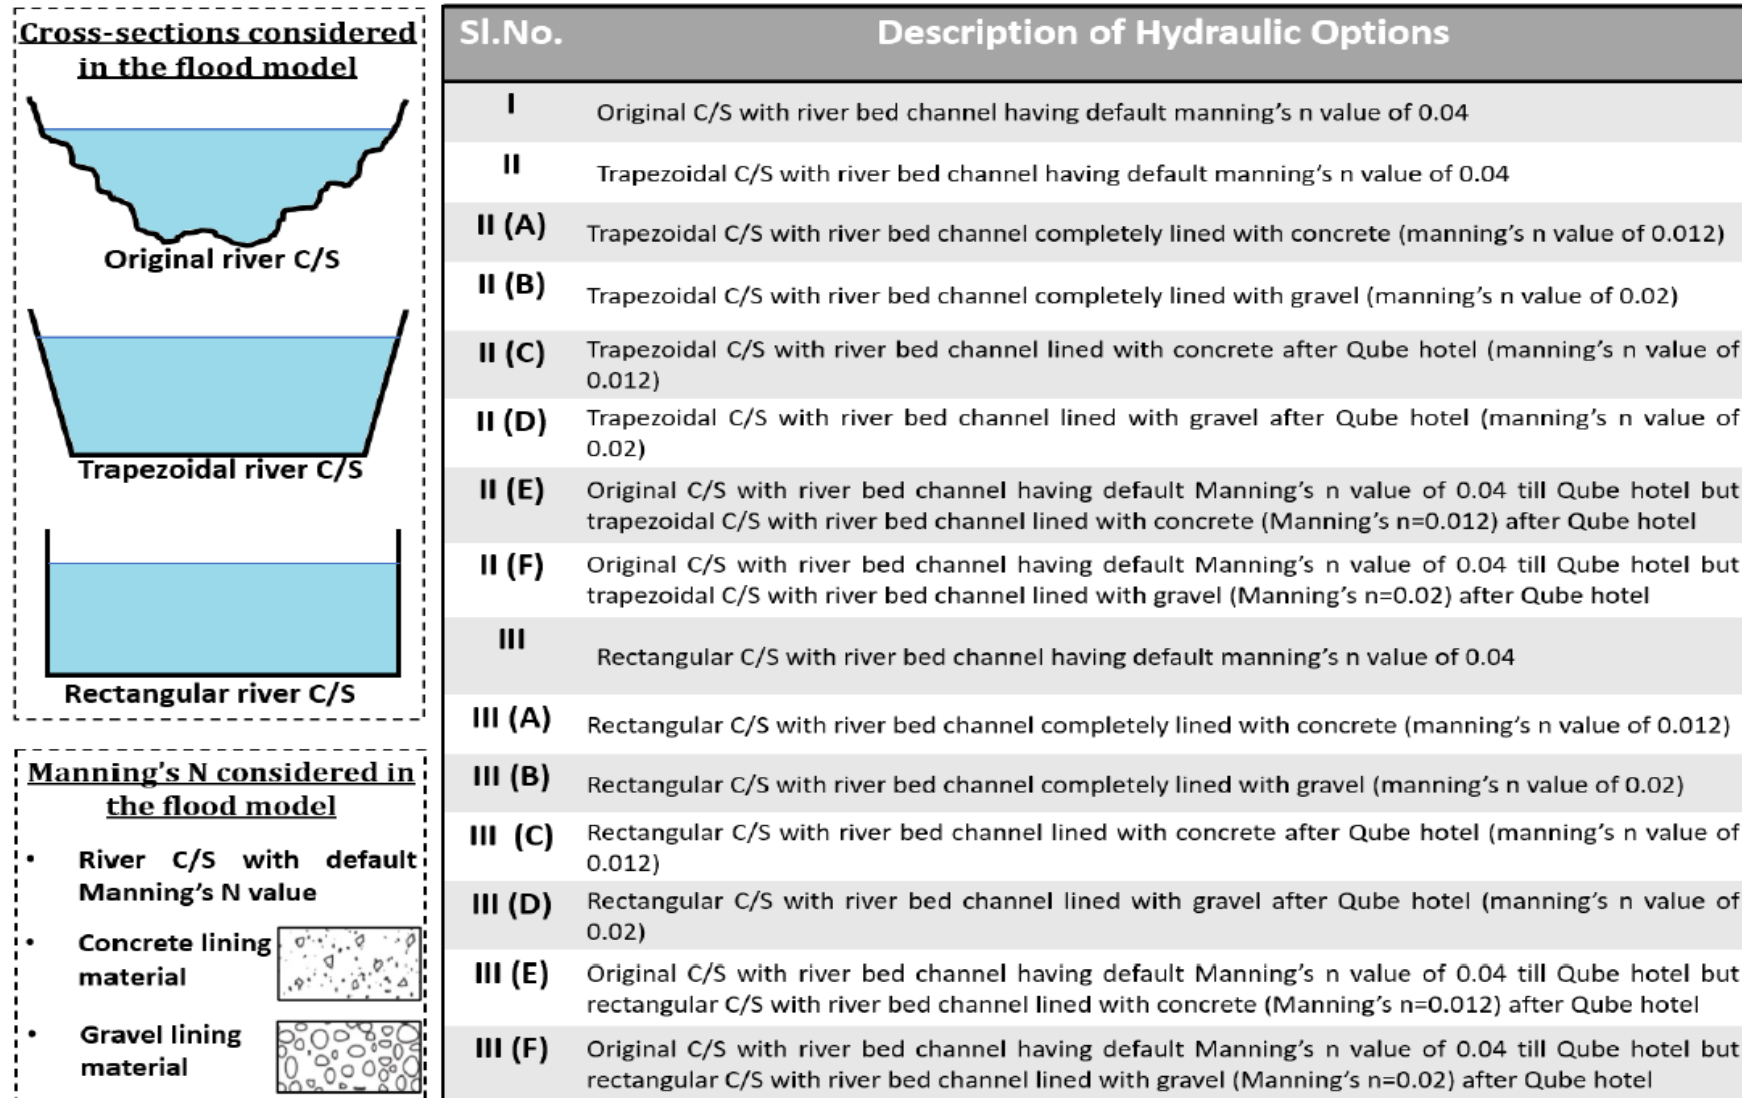 Cross-sections considered
in the flood model
Original river C/S
Trapezoidal river C/S
Rectangular river C/S
Manning's N considered in
the flood model
• River C/S with default
Manning's N value
• Concrete lining
material
• Gravel lining
material
Sl.No. Description of Hydraulic Options
I Original C/S with river bed channel having default manning's n value of 0.04
II Trapezoidal C/S with river bed channel having default manning's n value of 0.04
II (A) Trapezoidal C/S with river bed channel completely lined with concrete (manning's n value of 0.012)
II (B) Trapezoidal C/S with river bed channel completely lined with gravel (manning's n value of 0.02)
II (C) Trapezoidal C/S with river bed channel lined with concrete after Qube hotel (manning's n value of
0.012)
II (D) Trapezoidal C/S with river bed channel lined with gravel after Qube hotel (manning's n value of
0.02)
II (E) Original C/S with river bed channel having default Manning's n value of 0.04 till Qube hotel but
trapezoidal C/S with river bed channel lined with concrete (Manning's n=0.012) after Qube hotel
II (F) Original C/S with river bed channel having default Manning's n value of 0.04 till Qube hotel but
trapezoidal C/S with river bed channel lined with gravel (Manning's n=0.02) after Qube hotel
III Rectangular C/S with river bed channel having default manning's n value of 0.04
III (A) Rectangular C/S with river bed channel completely lined with concrete (manning's n value of 0.012)
III (B) Rectangular C/S with river bed channel completely lined with gravel (manning's n value of 0.02)
III (C) Rectangular C/S with river bed channel lined with concrete after Qube hotel (manning's n value of
0.012)
III (D) Rectangular C/S with river bed channel lined with gravel after Qube hotel (manning's n value of
0.02)
III (E) Original C/S with river bed channel having default Manning's n value of 0.04 till Qube hotel but
rectangular C/S with river bed channel lined with concrete (Manning's n=0.012) after Qube hotel
III (F) Original C/S with river bed channel having default Manning's n value of 0.04 till Qube hotel but
rectangular C/S with river bed channel lined with gravel (Manning's n=0.02) after Qube hotel